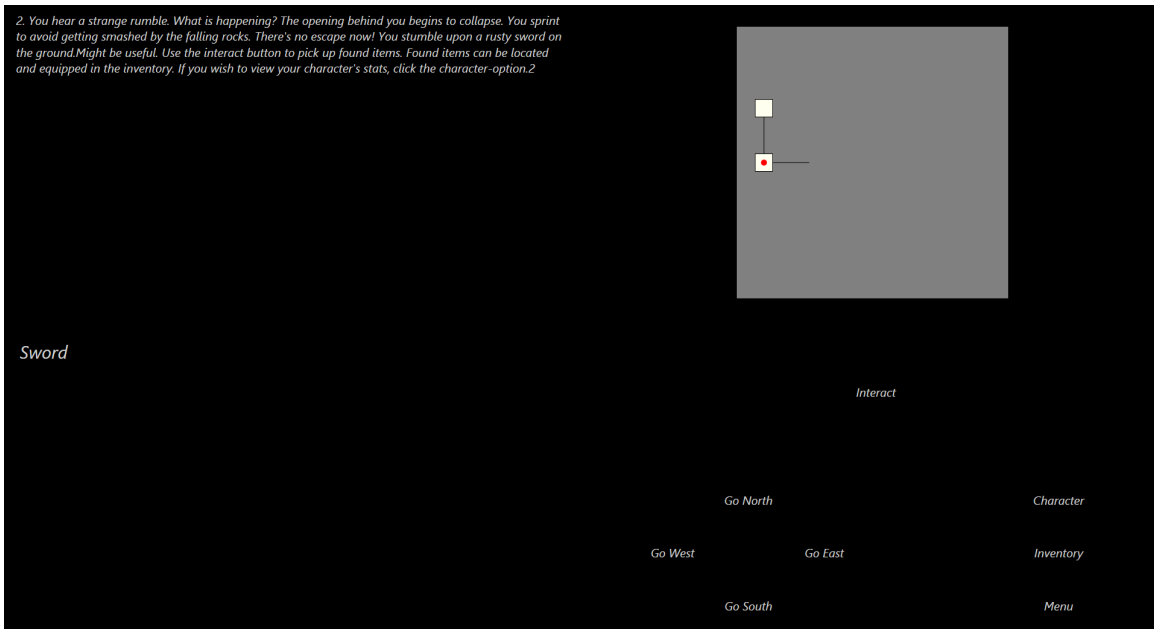 2. You hear a strange rumble. What is happening? The opening behind you begins to collapse. You sprint
to avoid getting smashed by the falling rocks. There's no escape now! You stumble upon a rusty sword on
the ground.Might be useful. Use the interact button to pick up found items. Found items can be located
and equipped in the inventory. If you wish to view your character's stats, click the character-option.2
Sword
Interact
Go North
Character
Go West
Go East
Inventory
Go South
Menu